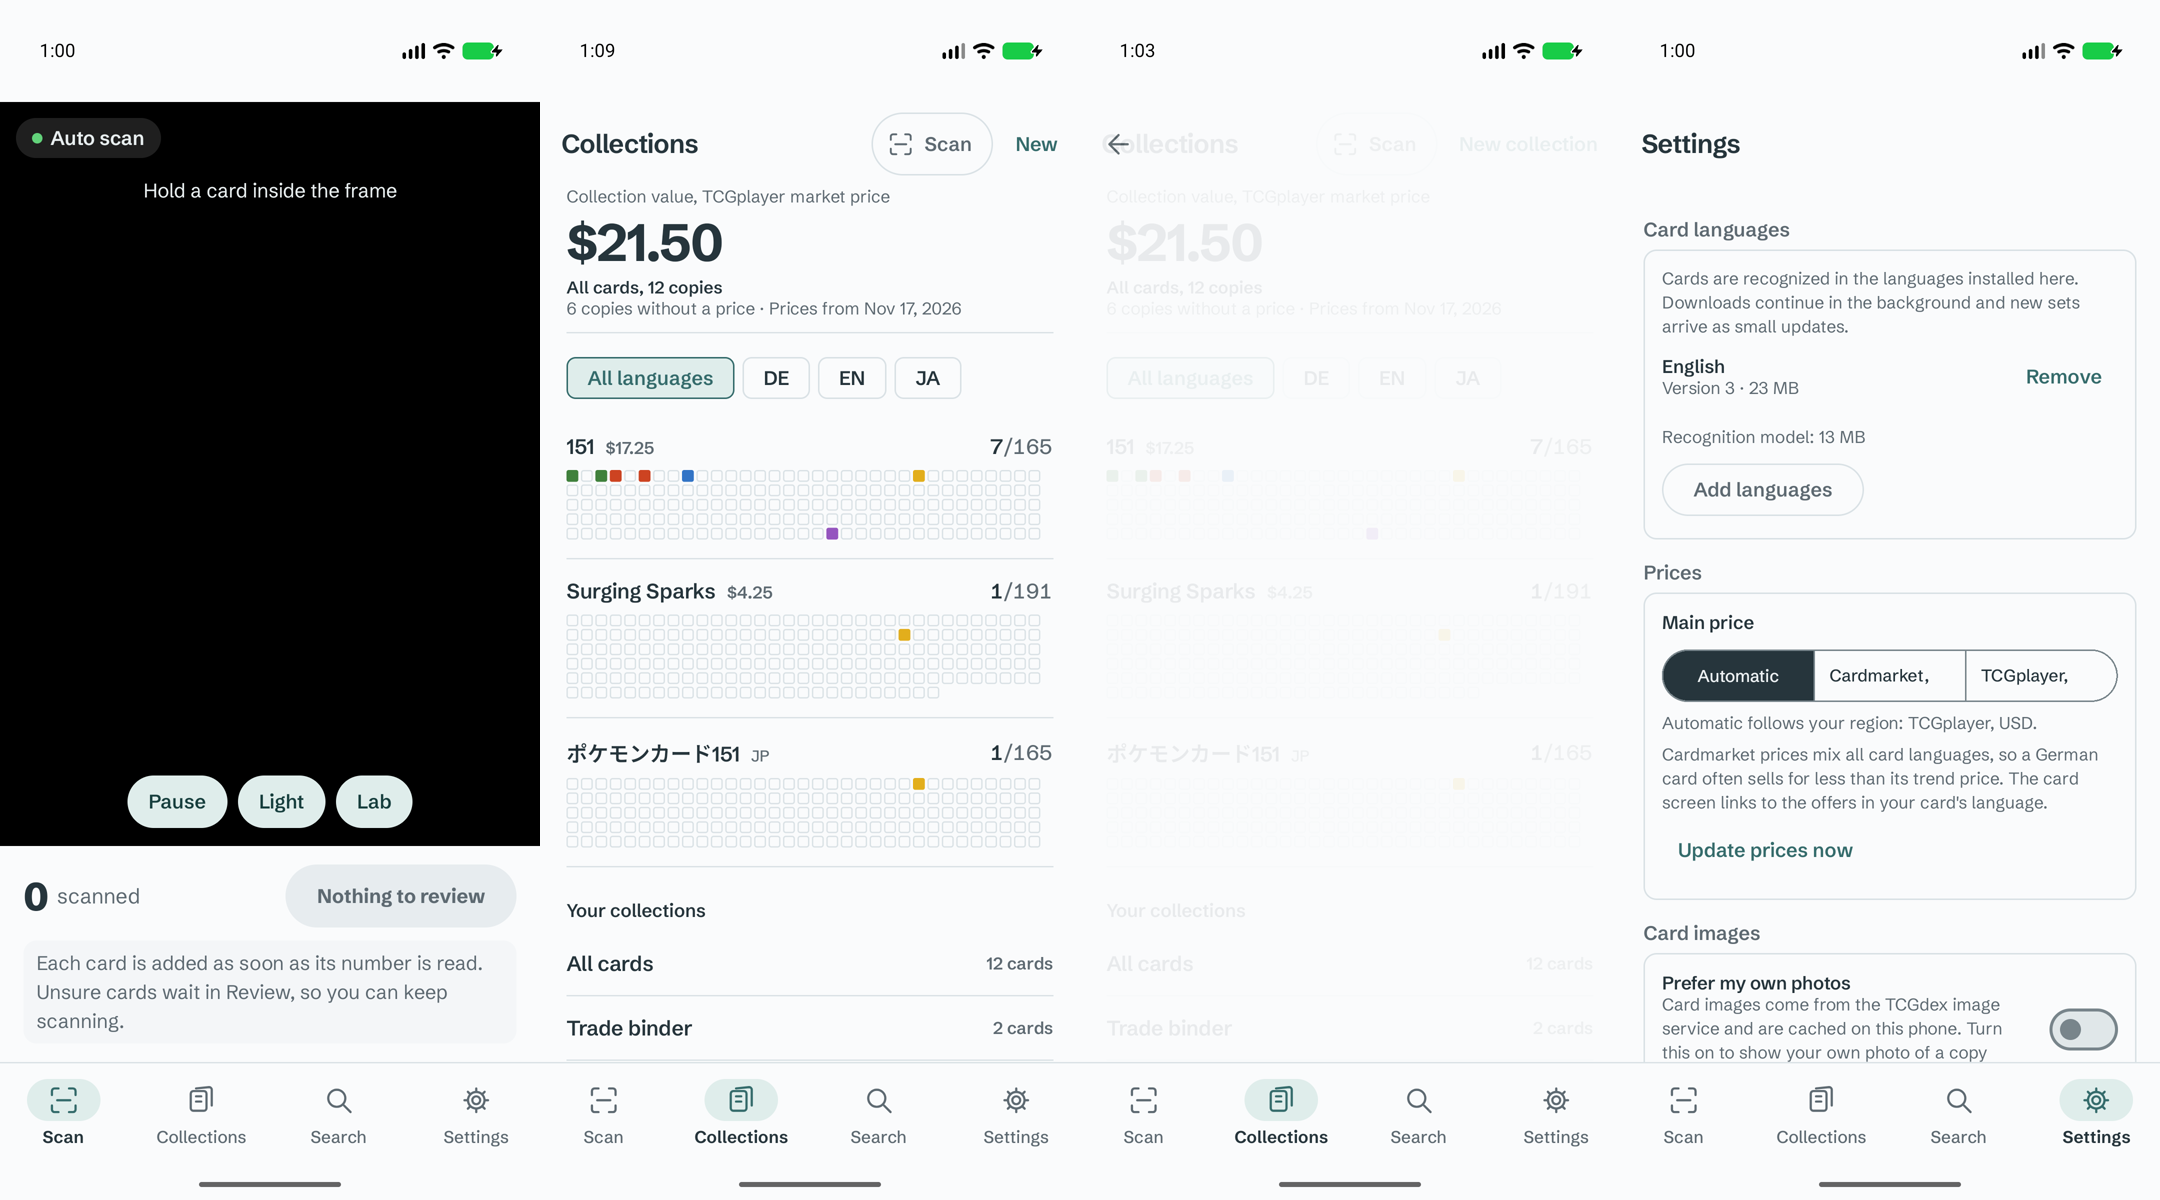 1:00
Auto scan
Hold a card inside the frame
Pause
Light
Lab
0 scanned
Nothing to review
Each card is added as soon as its number is read.
Unsure cards wait in Review, so you can keep
scanning.
Scan
Collections
Search
Settings
1:09
Collections
Scan
New
Collection value, TCGplayer market price
$21.50
All cards, 12 copies
6 copies without a price · Prices from Nov 17, 2026
All languages
DE
EN
JA
151 $17.25
7/165
Surging Sparks $4.25
1/191
ポケモンカード151 JP
1/165
Your collections
All cards
12 cards
Trade binder
2 cards
Scan
Collections
Search
Settings
1:03
Collections
Scan
New collection
Collection value, TCGplayer market price
$21.50
All cards, 12 copies
6 copies without a price · Prices from Nov 17, 2026
All languages
DE
EN
JA
151 $17.25
7/165
Surging Sparks $4.25
1/191
ポケモンカード151 JP
1/165
Your collections
All cards
12 cards
Trade binder
2 cards
Scan
Collections
Search
Settings
1:00
Settings
Card languages
Cards are recognized in the languages installed here.
Downloads continue in the background and new sets
arrive as small updates.
English
Version 3 · 23 MB
Remove
Recognition model: 13 MB
Add languages
Prices
Main price
Automatic
Cardmarket,
TCGplayer,
Automatic follows your region: TCGplayer, USD.
Cardmarket prices mix all card languages, so a German
card often sells for less than its trend price. The card
screen links to the offers in your card's language.
Update prices now
Card images
Prefer my own photos
Card images come from the TCGdex image
service and are cached on this phone. Turn
this on to show your own photo of a copy
Scan
Collections
Search
Settings